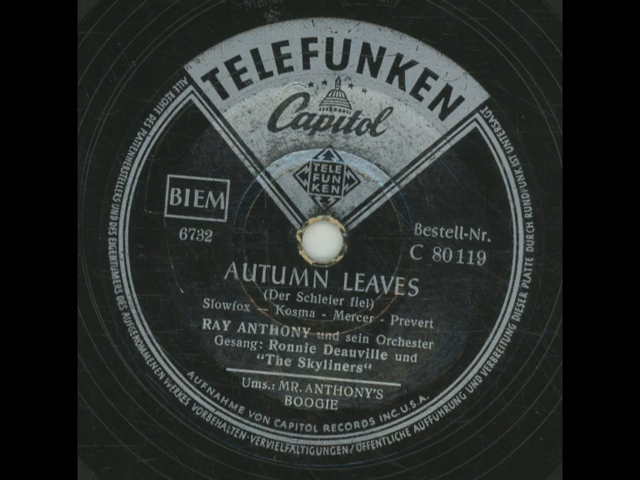 TELEFUNKEN
Capitol
TELE
FUN
KEN
BIEM
6732
Bestell-Nr.
C 80119
AUTUMN LEAVES
(Der Schleier fiel)
Slowfox - Kosma - Mercer - Prevert
RAY ANTHONY und sein Orchester
Gesang: Ronnie Deauville und
"The Skyliners"
Ums.: MR. ANTHONY'S
BOOGIE
AUFNAHME VON CAPITOL RECORDS INC. U.S.A.
ALLE RECHTE DES PLATTENHERSTELLERS UND DES EIGENTÜMERS DES AUFGENOMMENEN WERKES VORBEHALTEN-VERVIELFÄLTIGUNGEN/ÖFFENTLICHE AUFFÜHRUNG UND VERBREITUNG DIESER PLATTE DURCH RUNDFUNK IST UNTERSAGT